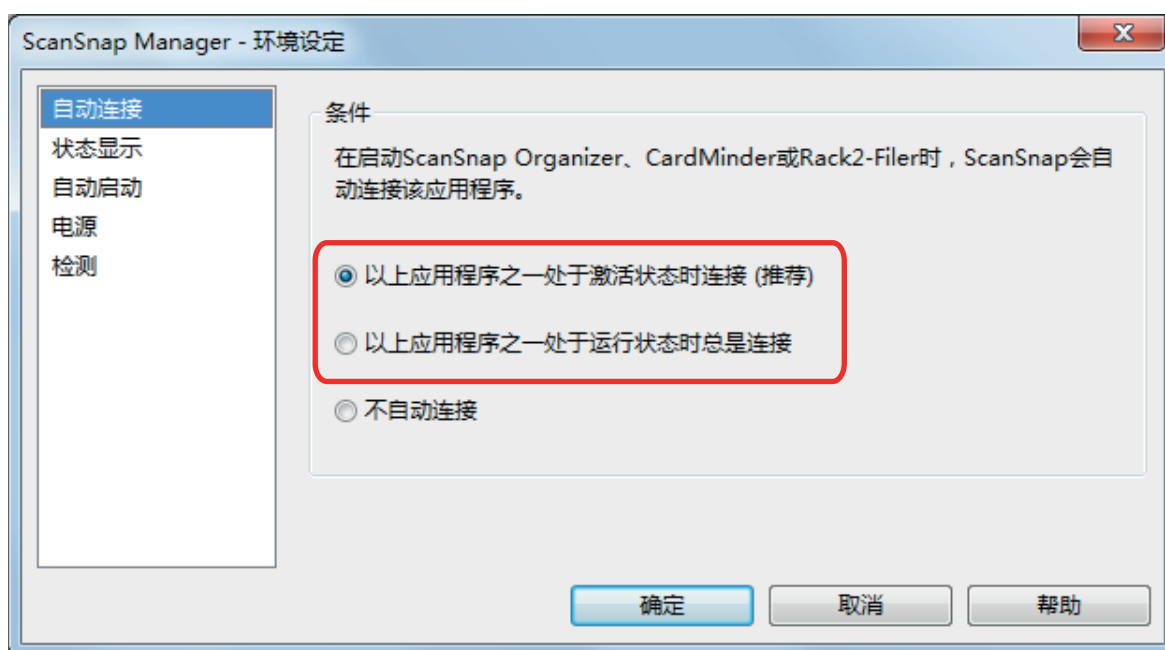 ScanSnap Manager - 环境设定
自动连接
状态显示
自动启动
电源
检测
条件
在启动ScanSnap Organizer、CardMinder或Rack2-Filer时，ScanSnap会自
动连接该应用程序。
以上应用程序之一处于激活状态时连接 (推荐)
以上应用程序之一处于运行状态时总是连接
不自动连接
确定
取消
帮助